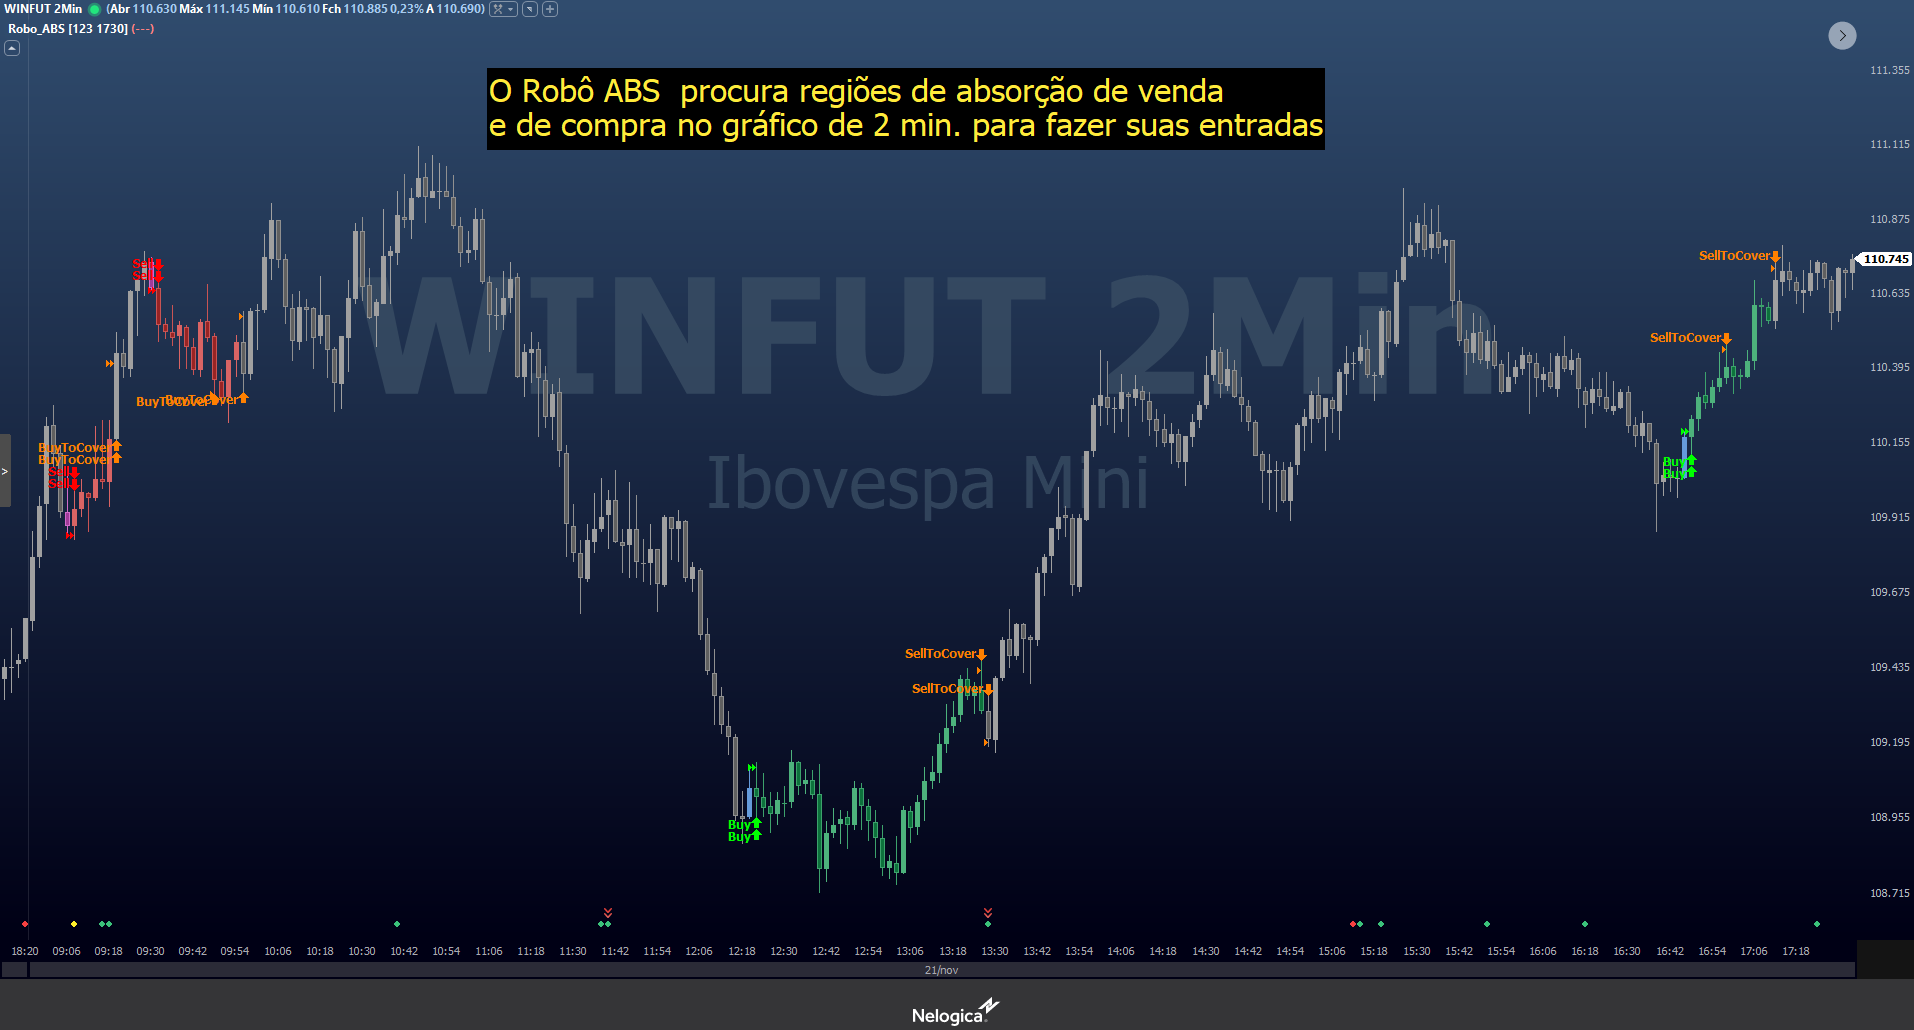 WINFUT 2Min (Abr 110.630 Máx 111.145 Mín 110.610 Fch 110.885 0,23% A 110.690)
Robo_ABS [123 1730] (---)
O Robô ABS  procura regiões de absorção de venda
e de compra no gráfico de 2 min. para fazer suas entradas
111.355
111.115
110.875
110.745
110.635
110.395
110.155
109.915
109.675
109.435
109.195
108.955
108.715
WINFUT 2Min
Ibovespa Mini
Sell
Sell
BuyToCover
BuyToCover
BuyToCover
BuyToCover
Sell
Sell
SellToCover
SellToCover
Buy
Buy
SellToCover
SellToCover
Buy
Buy
18:20 09:06 09:18 09:30 09:42 09:54 10:06 10:18 10:30 10:42 10:54 11:06 11:18 11:30 11:42 11:54 12:06 12:18 12:30 12:42 12:54 13:06 13:18 13:30 13:42 13:54 14:06 14:18 14:30 14:42 14:54 15:06 15:18 15:30 15:42 15:54 16:06 16:18 16:30 16:42 16:54 17:06 17:18
21/nov
Nelogica